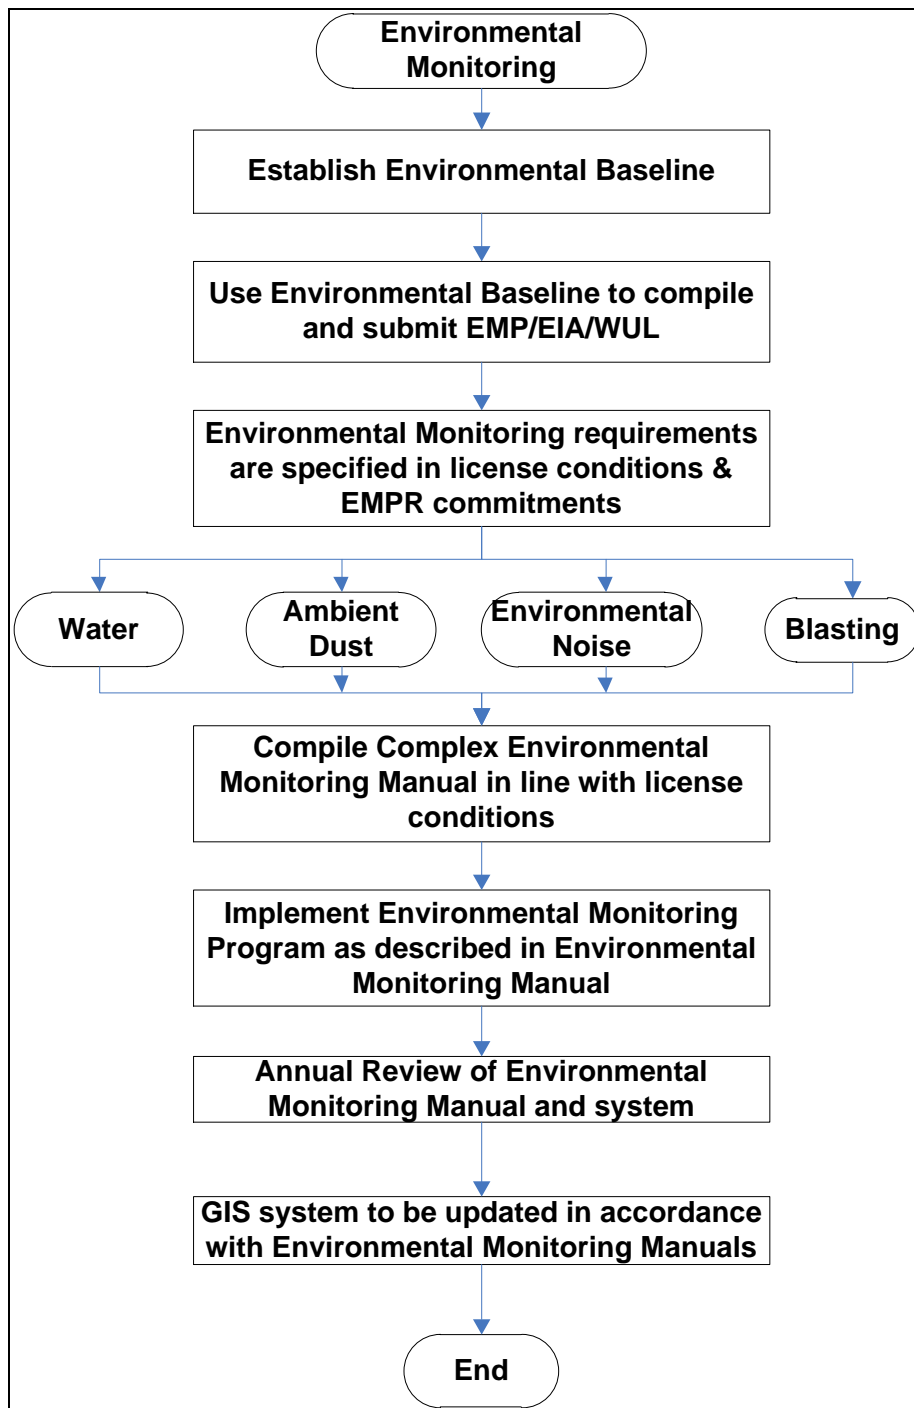 Environmental
Monitoring
Establish Environmental Baseline
Use Environmental Baseline to compile
and submit EMP/EIA/WUL
Environmental Monitoring requirements
are specified in license conditions &
EMPR commitments
Water
Ambient
Dust
Environmental
Noise
Blasting
Compile Complex Environmental
Monitoring Manual in line with license
conditions
Implement Environmental Monitoring
Program as described in Environmental
Monitoring Manual
Annual Review of Environmental
Monitoring Manual and system
GIS system to be updated in accordance
with Environmental Monitoring Manuals
End